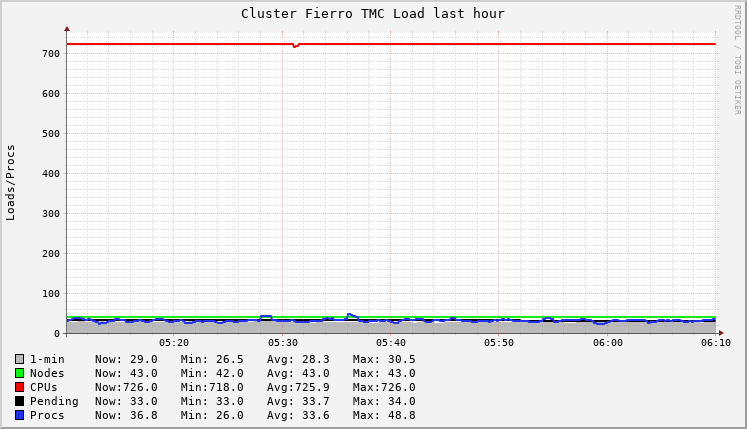 Cluster Fierro TMC Load last hour
RRDTOOL / TOBI OETIKER
Loads/Procs
700
600
500
400
300
200
100
0
05:20 05:30 05:40 05:50 06:00 06:10
1-min Now: 29.0 Min: 26.5 Avg: 28.3 Max: 30.5
Nodes Now: 43.0 Min: 42.0 Avg: 43.0 Max: 43.0
CPUs Now:726.0 Min:718.0 Avg:725.9 Max:726.0
Pending Now: 33.0 Min: 33.0 Avg: 33.7 Max: 34.0
Procs Now: 36.8 Min: 26.0 Avg: 33.6 Max: 48.8